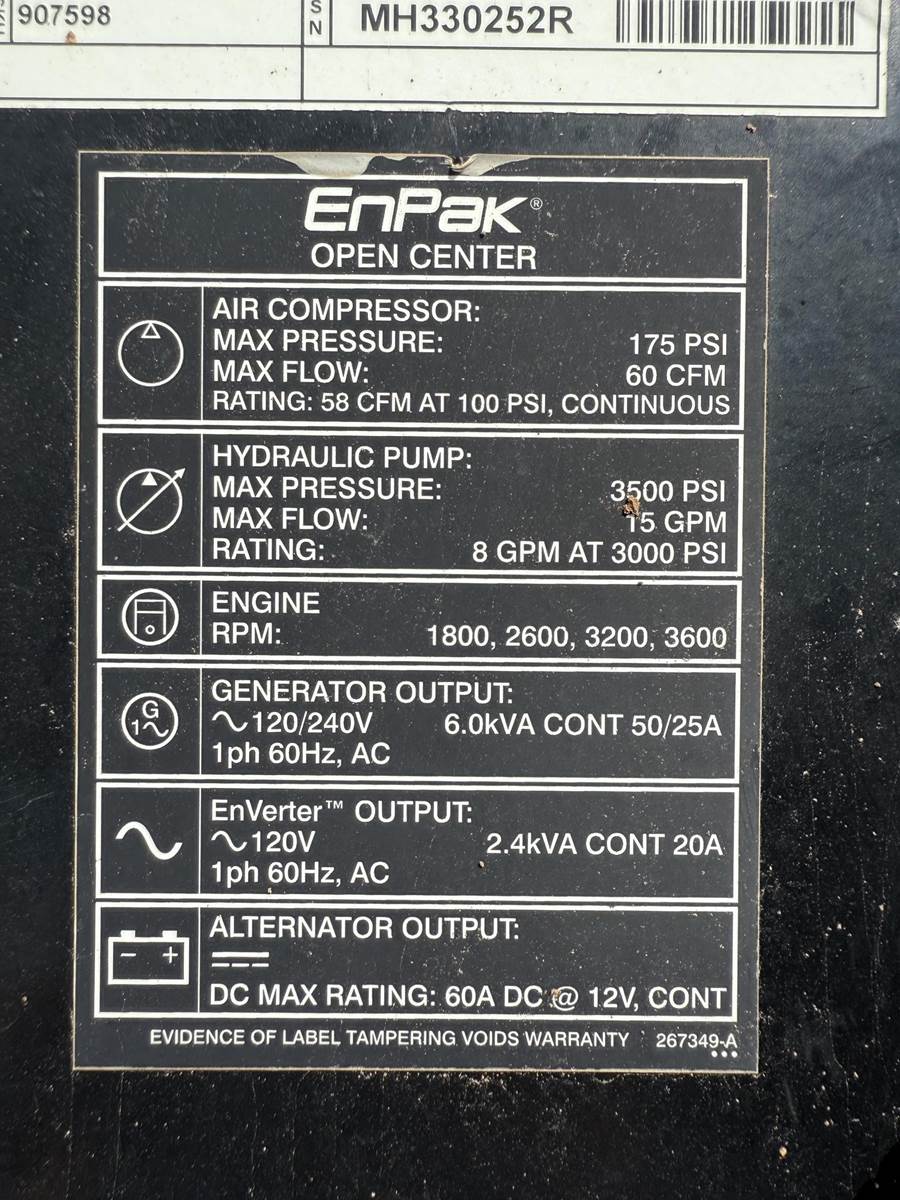 907598
SN
MH330252R
EnPak®
OPEN CENTER
AIR COMPRESSOR:
MAX PRESSURE: 175 PSI
MAX FLOW: 60 CFM
RATING: 58 CFM AT 100 PSI, CONTINUOUS
HYDRAULIC PUMP:
MAX PRESSURE: 3500 PSI
MAX FLOW: 15 GPM
RATING: 8 GPM AT 3000 PSI
ENGINE
RPM: 1800, 2600, 3200, 3600
G
1~
GENERATOR OUTPUT:
~120/240V 6.0kVA CONT 50/25A
1ph 60Hz, AC
EnVerter™ OUTPUT:
~120V 2.4kVA CONT 20A
1ph 60Hz, AC
- +
ALTERNATOR OUTPUT:
DC MAX RATING: 60A DC @ 12V, CONT
EVIDENCE OF LABEL TAMPERING VOIDS WARRANTY 267349-A